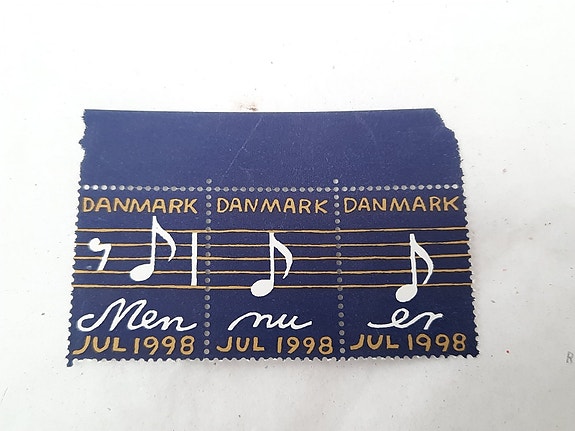 DANMARK DANMARK DANMARK
Men nu er
JUL 1998 JUL 1998 JUL 1998
R